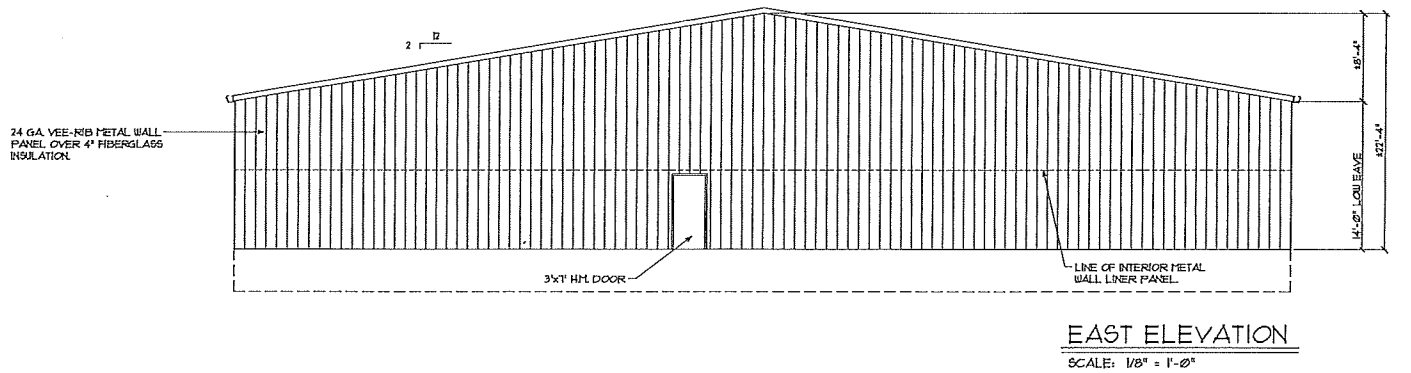 12
2
±8'-4"
±22'-4"
24 GA. VEE-RIB METAL WALL
PANEL OVER 4" FIBERGLASS
INSULATION.
14'-0" LOW EAVE
3'x7' H.M. DOOR
LINE OF INTERIOR METAL
WALL LINER PANEL.
EAST ELEVATION
SCALE: 1/8" = 1'-0"